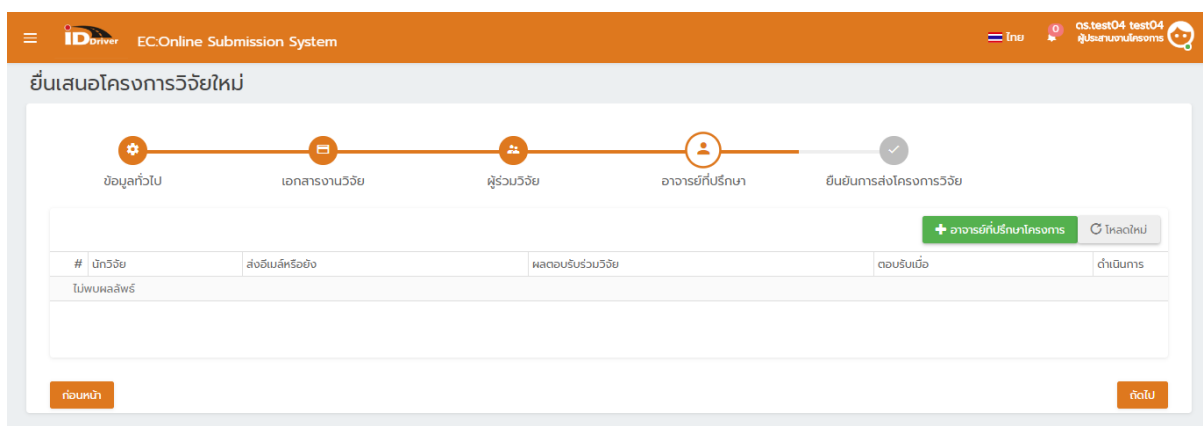 iDDriver EC:Online Submission System ไทย 0 ดร.test04 test04
ผู้ประสานงานโครงการ
ยื่นเสนอโครงการวิจัยใหม่
ข้อมูลทั่วไป เอกสารงานวิจัย ผู้ร่วมวิจัย อาจารย์ที่ปรึกษา ยืนยันการส่งโครงการวิจัย
อาจารย์ที่ปรึกษาโครงการ โหลดใหม่
# นักวิจัย ส่งอีเมล์หรือยัง ผลตอบรับร่วมวิจัย ตอบรับเมื่อ ดำเนินการ
ไม่พบผลลัพธ์
ก่อนหน้า ถัดไป